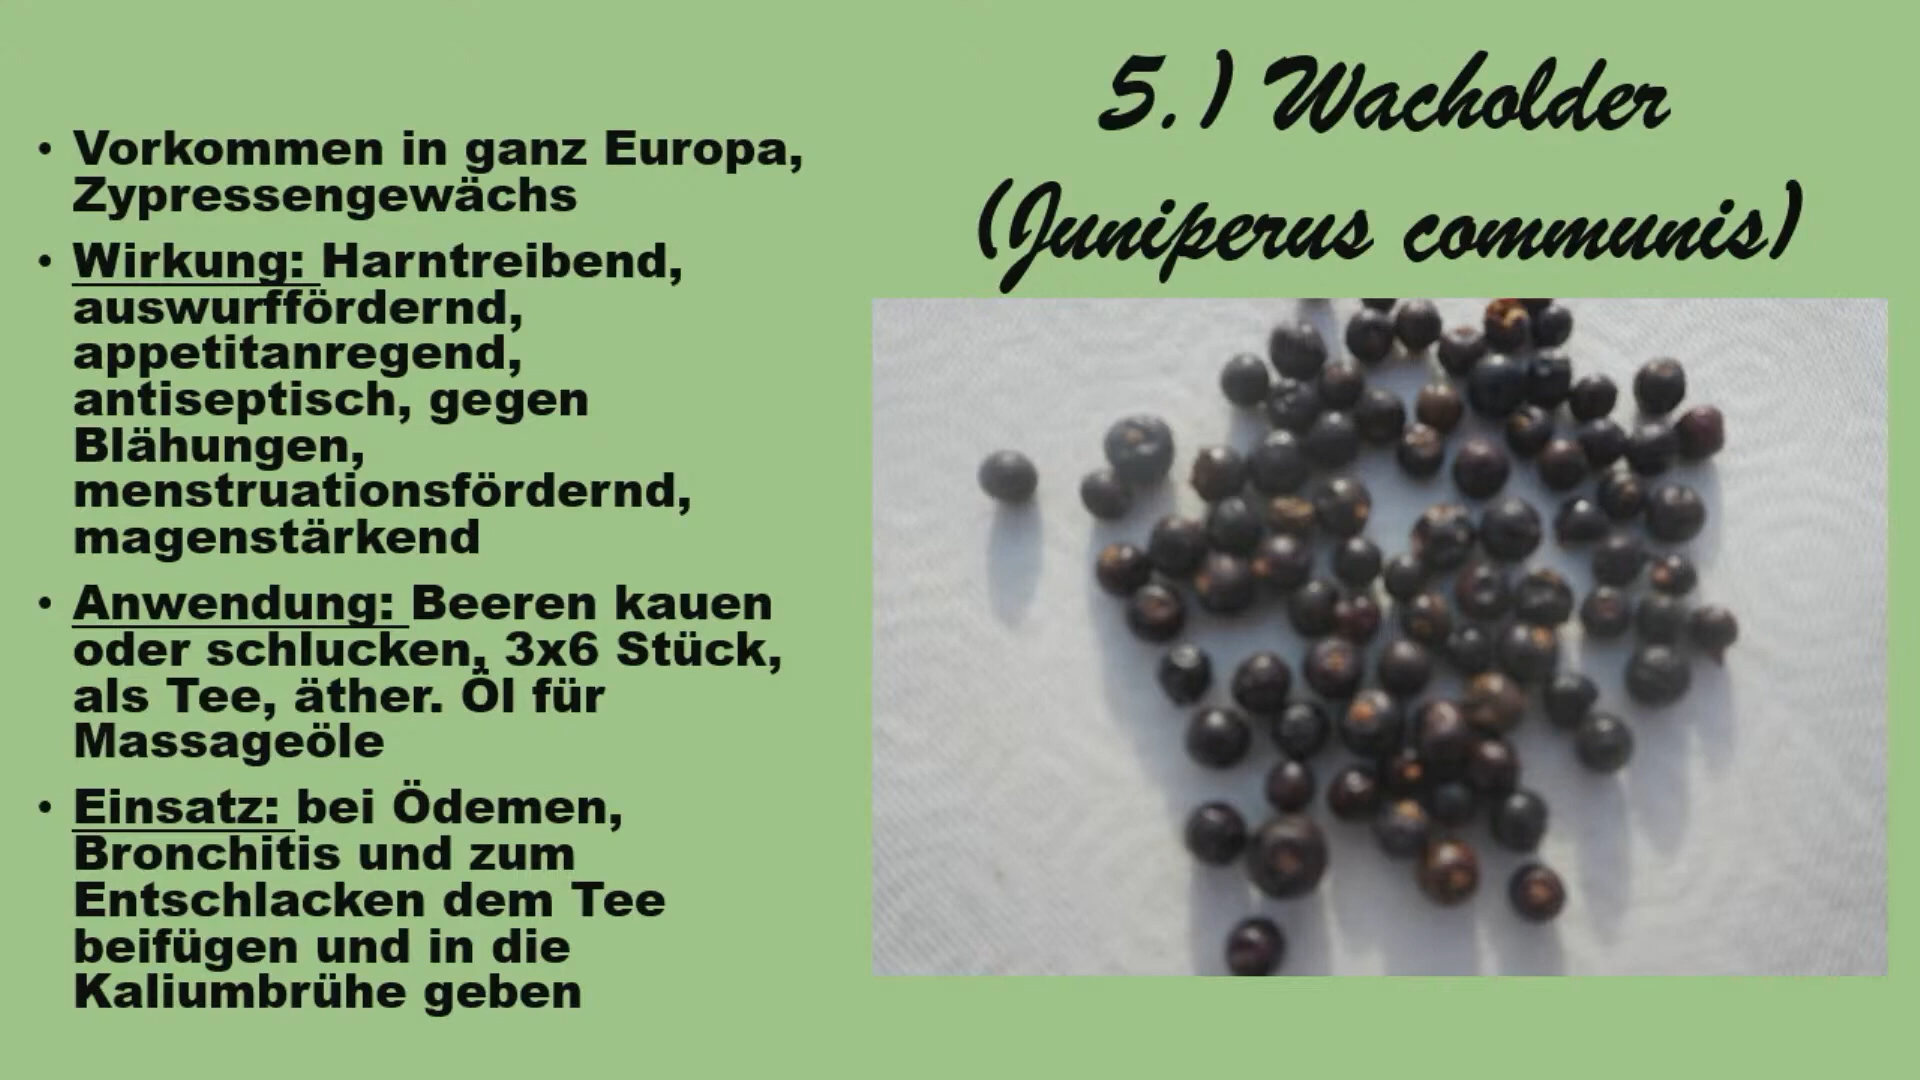 5.) Wacholder
(Juniperus communis)
• Vorkommen in ganz Europa,
Zypressengewächs
• Wirkung: Harntreibend,
auswurffördernd,
appetitanregend,
antiseptisch, gegen
Blähungen,
menstruationsfördernd,
magenstärkend
• Anwendung: Beeren kauen
oder schlucken, 3x6 Stück,
als Tee, äther. Öl für
Massageöle
• Einsatz: bei Ödemen,
Bronchitis und zum
Entschlacken dem Tee
beifügen und in die
Kaliumbrühe geben